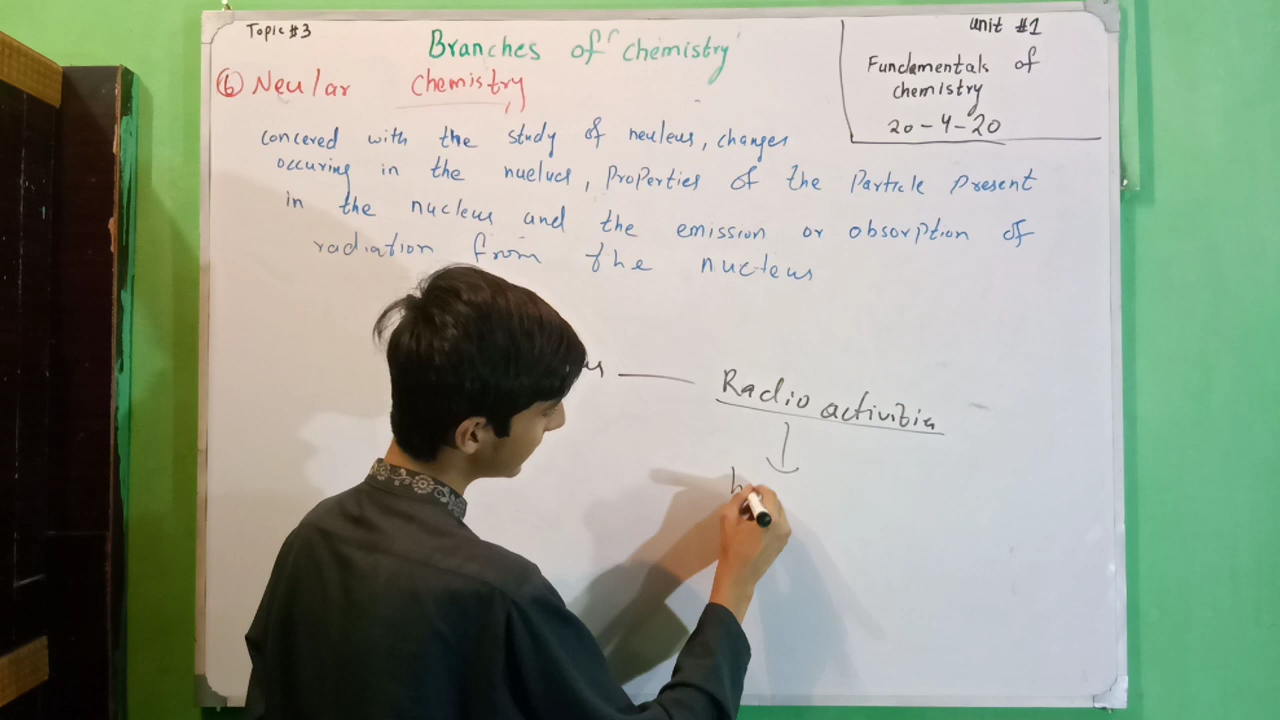 Topic #3
Branches of chemistry
Unit #1
Fundamentals of
chemistry
20-4-20
6 Neular chemistry,
concered with the study of neuleus, changes
occuring in the nuelues, Properties of the Particle present
in the nucleus and the emission or obsorption of
radiation from the nucteus
Radio activitia
h